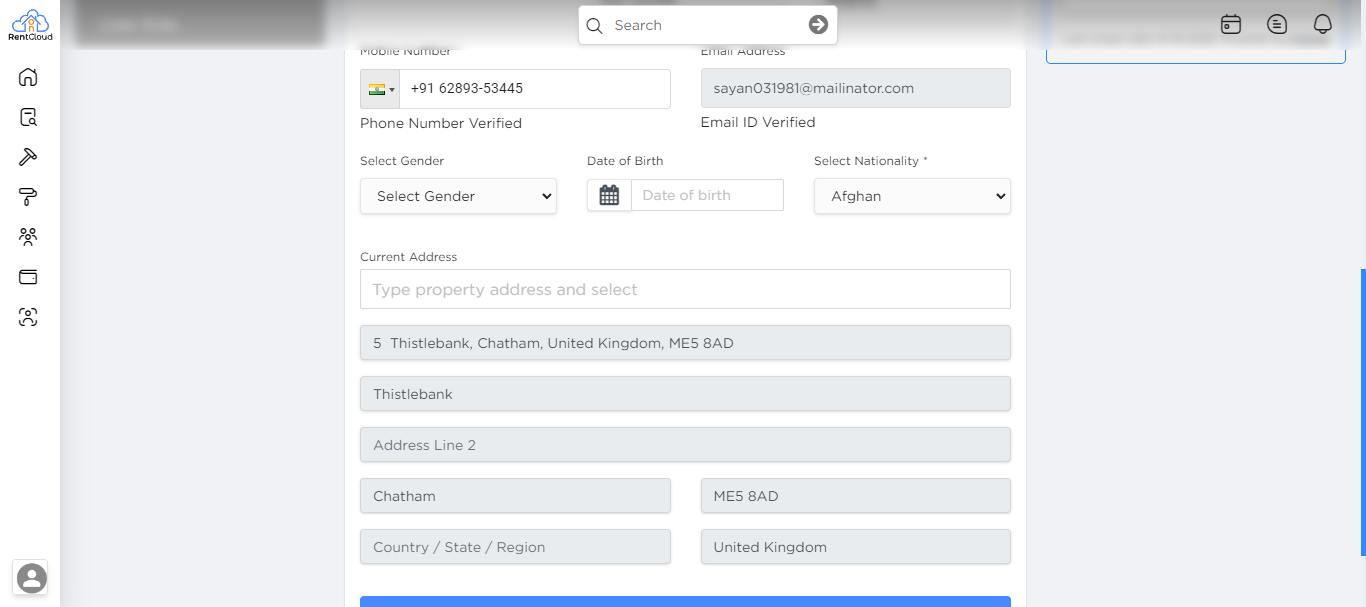 RentCloud
Search
Mobile Number
Email Address
+91 62893-53445
sayan031981@mailinator.com
Phone Number Verified
Email ID Verified
Select Gender
Date of Birth
Select Nationality *
Select Gender
Date of birth
Afghan
Current Address
Type property address and select
5 Thistlebank, Chatham, United Kingdom, ME5 8AD
Thistlebank
Address Line 2
Chatham
ME5 8AD
Country / State / Region
United Kingdom